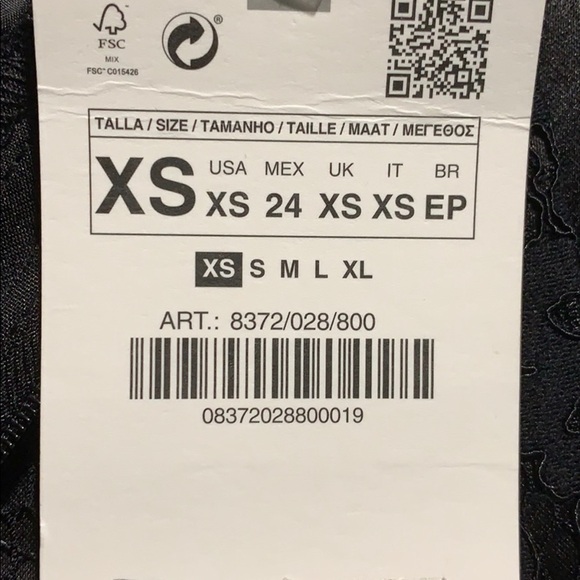 FSC
MIX
FSC™ C015426
®
TALLA / SIZE / TAMANHO / TAILLE / MAAT / ΜΕΓΕΘΟΣ
XS USA MEX UK IT BR
XS 24 XS XS EP
XS S M L XL
ART.: 8372/028/800
08372028800019